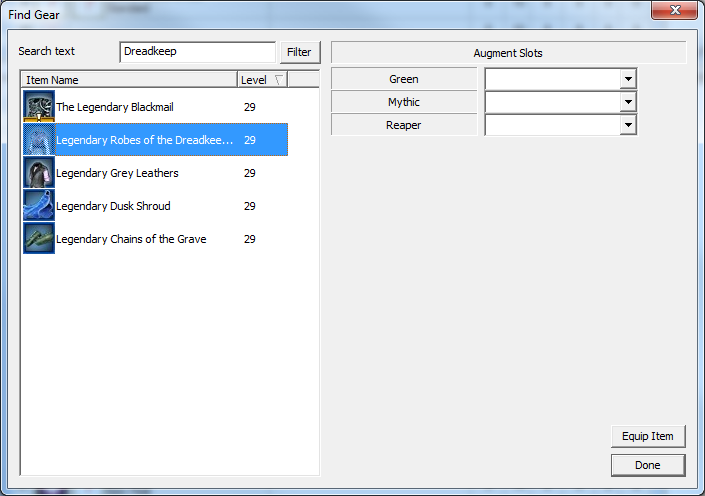 Find Gear
Search text
Dreadkeep
Filter
Item Name
Level
The Legendary Blackmail
29
Legendary Robes of the Dreadkee...
29
Legendary Grey Leathers
29
Legendary Dusk Shroud
29
Legendary Chains of the Grave
29
Augment Slots
Green
Mythic
Reaper
Equip Item
Done